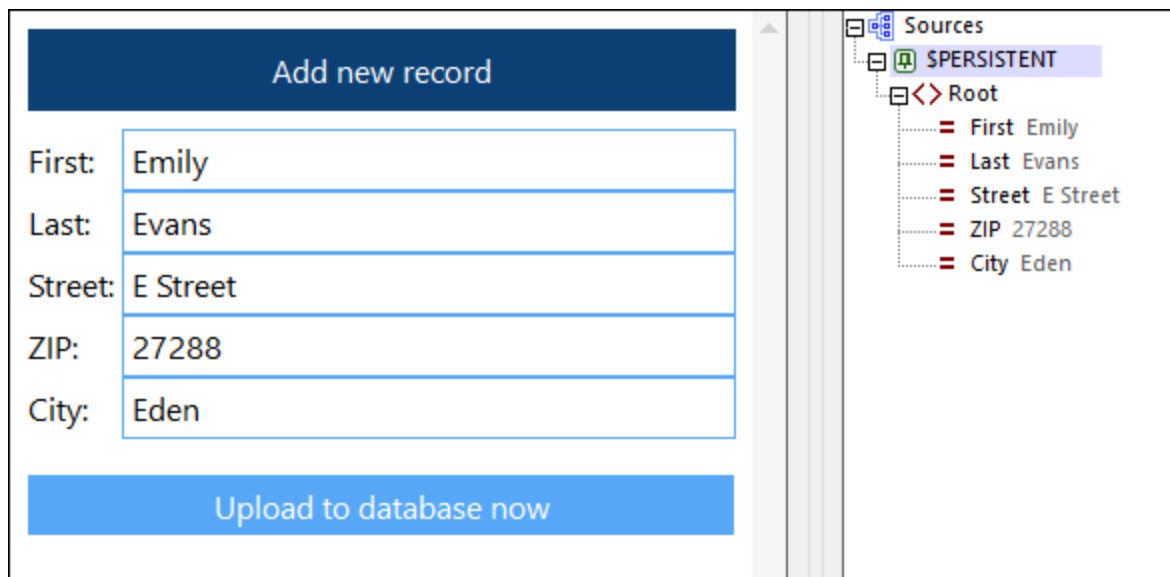 Add new record
First: Emily
Last: Evans
Street: E Street
ZIP: 27288
City: Eden
Upload to database now
Sources
$PERSISTENT
Root
First Emily
Last Evans
Street E Street
ZIP 27288
City Eden